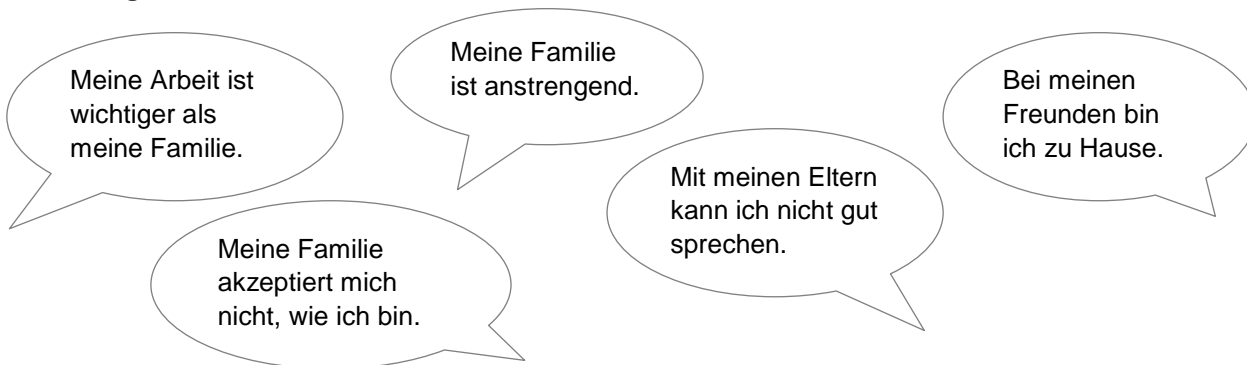 Meine Arbeit ist
wichtiger als
meine Familie.
Meine Familie
ist anstrengend.
Bei meinen
Freunden bin
ich zu Hause.
Mit meinen Eltern
kann ich nicht gut
sprechen.
Meine Familie
akzeptiert mich
nicht, wie ich bin.